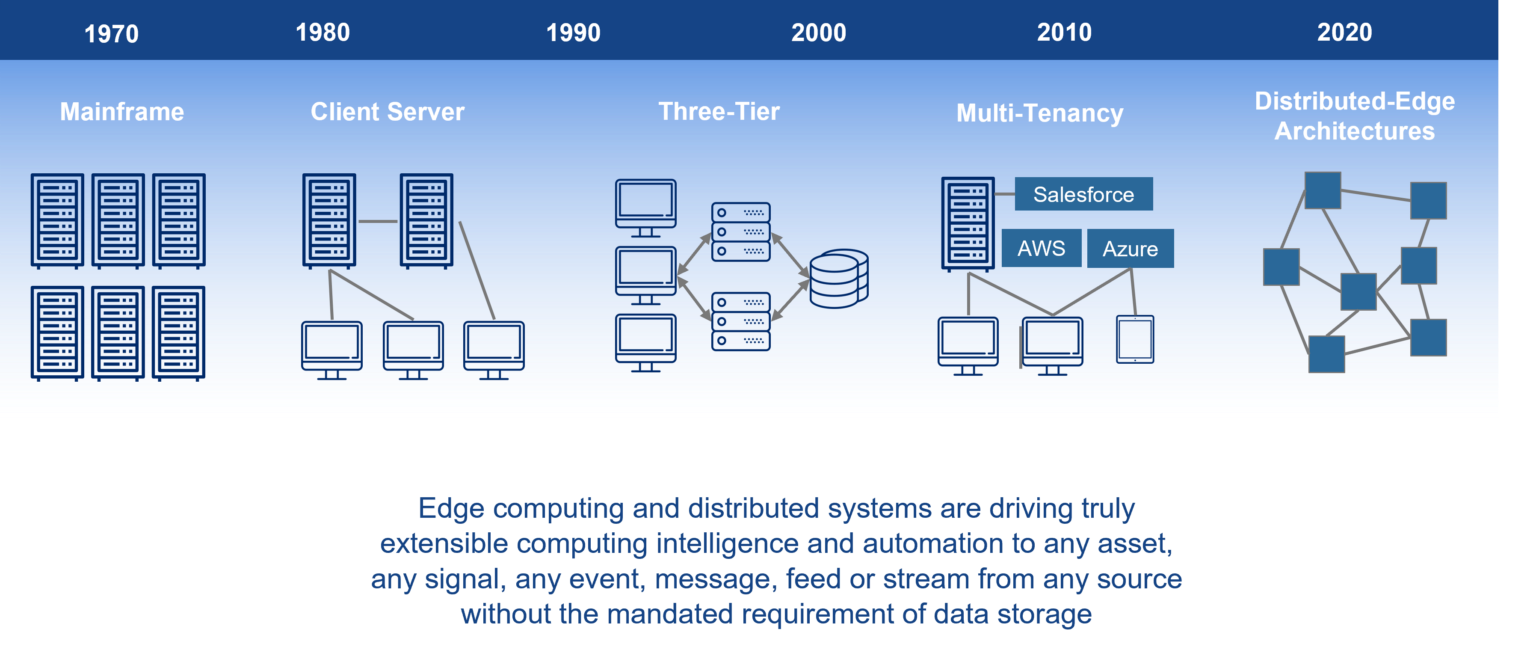 1970 1980 1990 2000 2010 2020
Mainframe
Client Server
Three-Tier
Multi-Tenancy
Distributed-Edge
Architectures
Salesforce
AWS
Azure
Edge computing and distributed systems are driving truly
extensible computing intelligence and automation to any asset,
any signal, any event, message, feed or stream from any source
without the mandated requirement of data storage